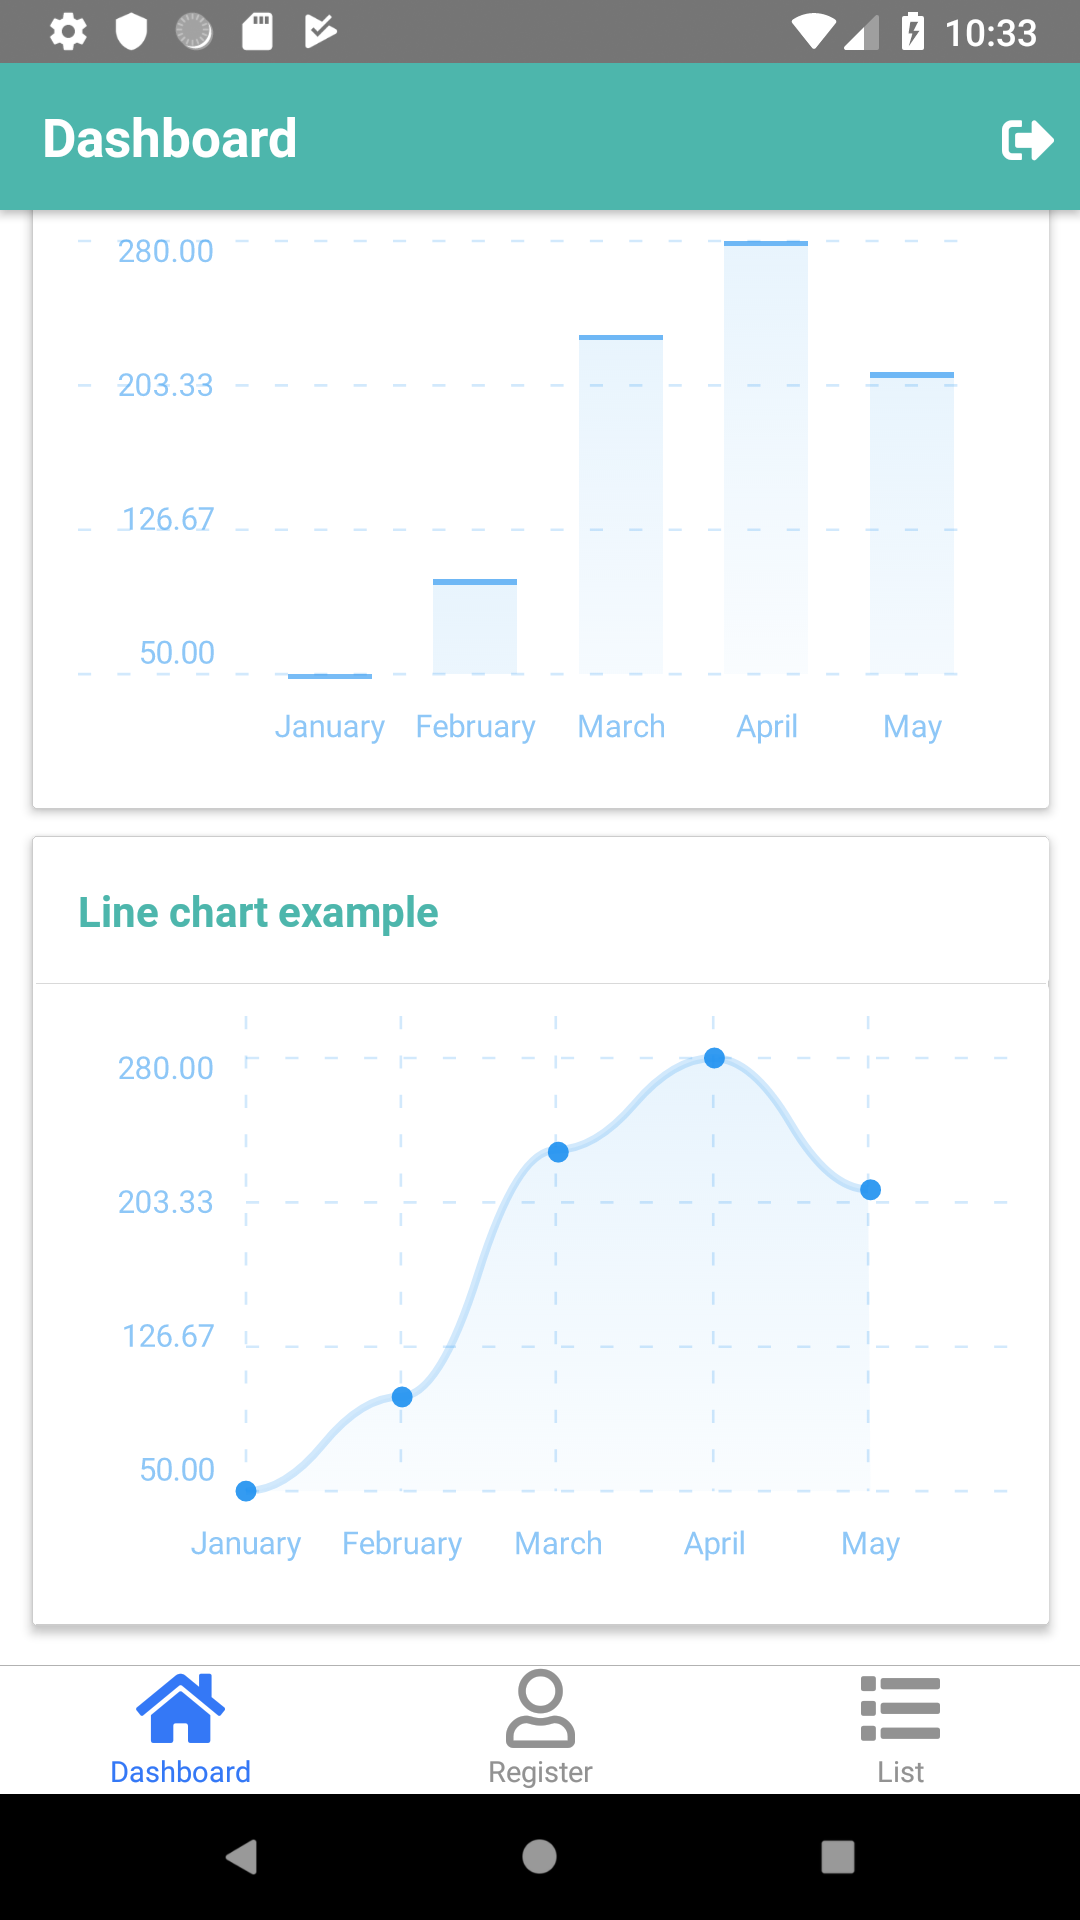 10:33
Dashboard
280.00
203.33
126.67
50.00
January February March April May
Line chart example
280.00
203.33
126.67
50.00
January February March April May
Dashboard Register List